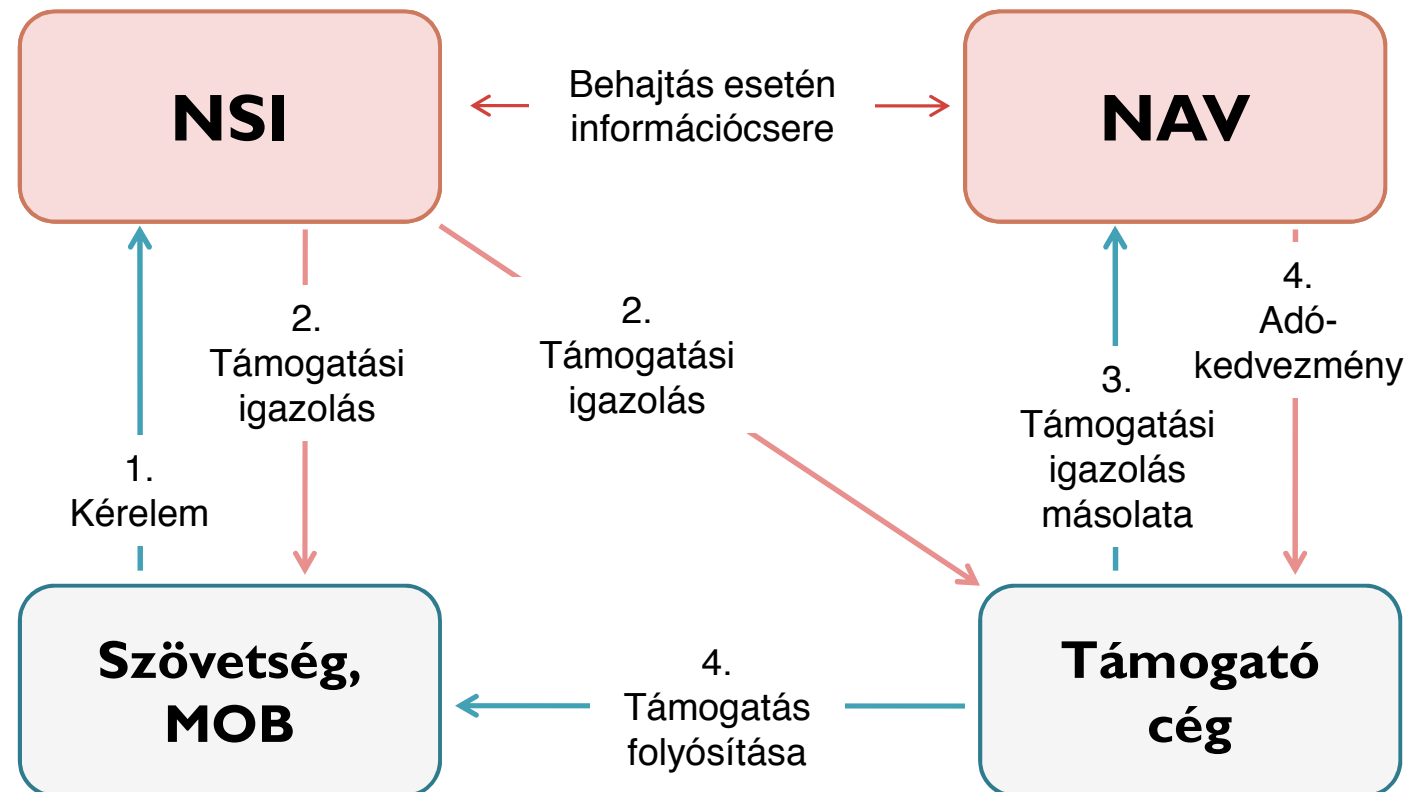 NSI
Behajtás esetén
információcsere
NAV
2.
Támogatási
igazolás
2.
Támogatási
igazolás
4.
Adó-
kedvezmény
1.
Kérelem
3.
Támogatási
igazolás
másolata
Szövetség,
MOB
4.
Támogatás
folyósítása
Támogató
cég